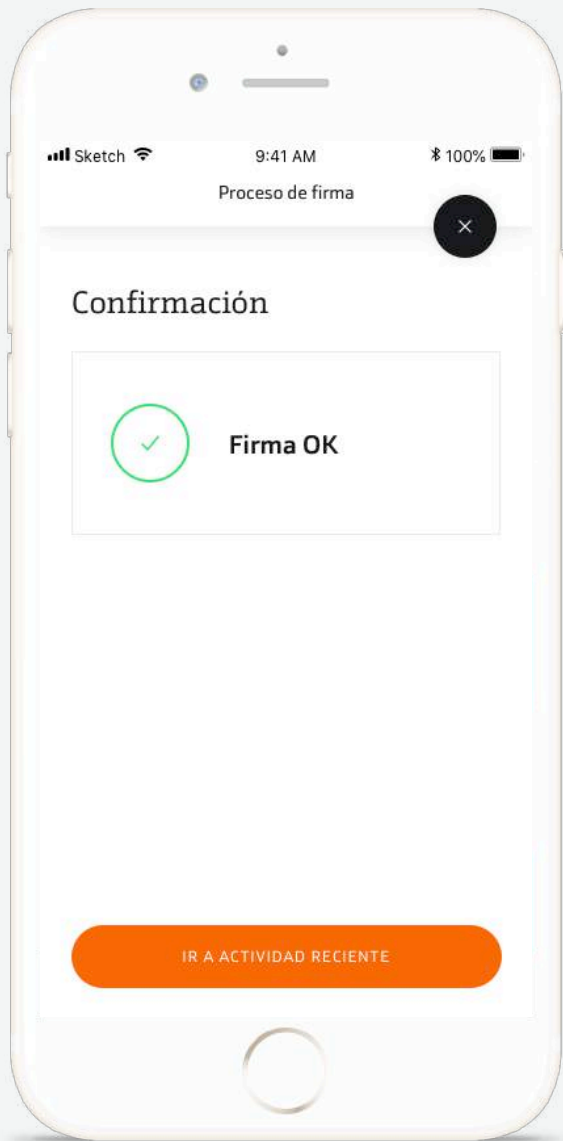 Sketch 9:41 AM 100%
Proceso de firma
Confirmación
Firma OK
IR A ACTIVIDAD RECIENTE